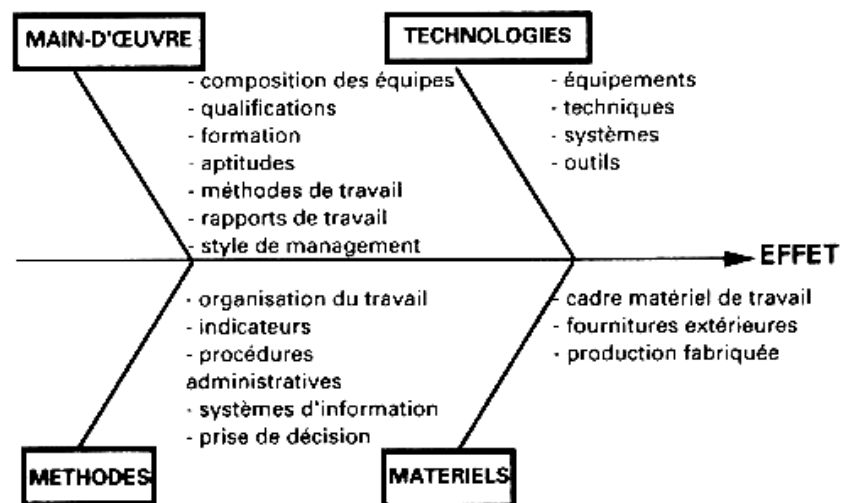 MAIN-D'ŒUVRE
- composition des équipes
- qualifications
- formation
- aptitudes
- méthodes de travail
- rapports de travail
- style de management
TECHNOLOGIES
- équipements
- techniques
- systèmes
- outils
EFFET
- organisation du travail
- indicateurs
- procédures
administratives
- systèmes d'information
- prise de décision
METHODES
- cadre matériel de travail
- fournitures extérieures
- production fabriquée
MATERIELS